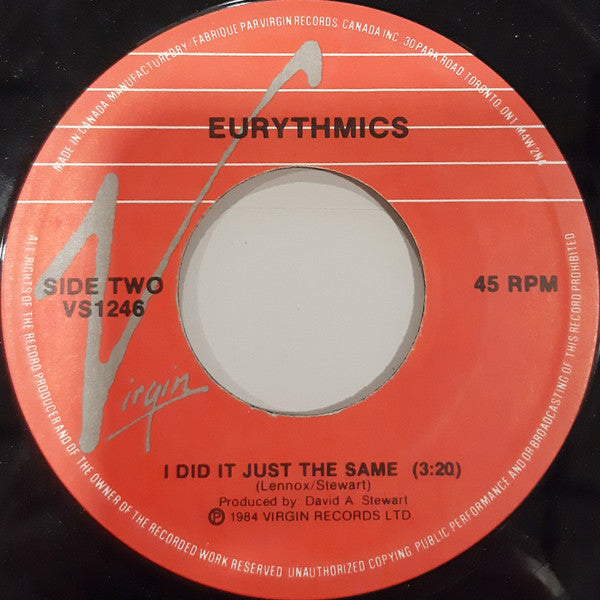 MADE IN CANADA MANUFACTURED BY·FABRIQUE PAR VIRGIN RECORDS, CANADA INC. 30 PARK ROAD TORONTO, ONT. M4W2N4
EURYTHMICS
SIDE TWO
VS1246
45 RPM
Virgin
I DID IT JUST THE SAME (3:20)
(Lennox/Stewart)
Produced by: David A. Stewart
℗ 1984 VIRGIN RECORDS LTD
ALL RIGHTS OF THE RECORD PRODUCER AND OF THE OWNER OF THE RECORDED WORK RESERVED UNAUTHORIZED COPYING PUBLIC PERFORMANCE AND/OR BROADCASTING OF THIS RECORD PROHIBITED